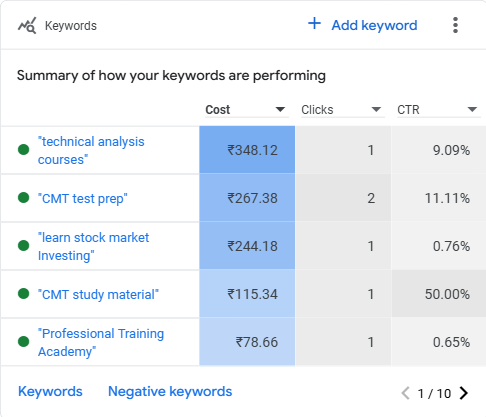 Keywords
+ Add keyword
Summary of how your keywords are performing
Cost Clicks CTR
"technical analysis
courses" ₹348.12 1 9.09%
"CMT test prep" ₹267.38 2 11.11%
"learn stock market
Investing" ₹244.18 1 0.76%
"CMT study material" ₹115.34 1 50.00%
"Professional Training
Academy" ₹78.66 1 0.65%
Keywords Negative keywords 1 / 10